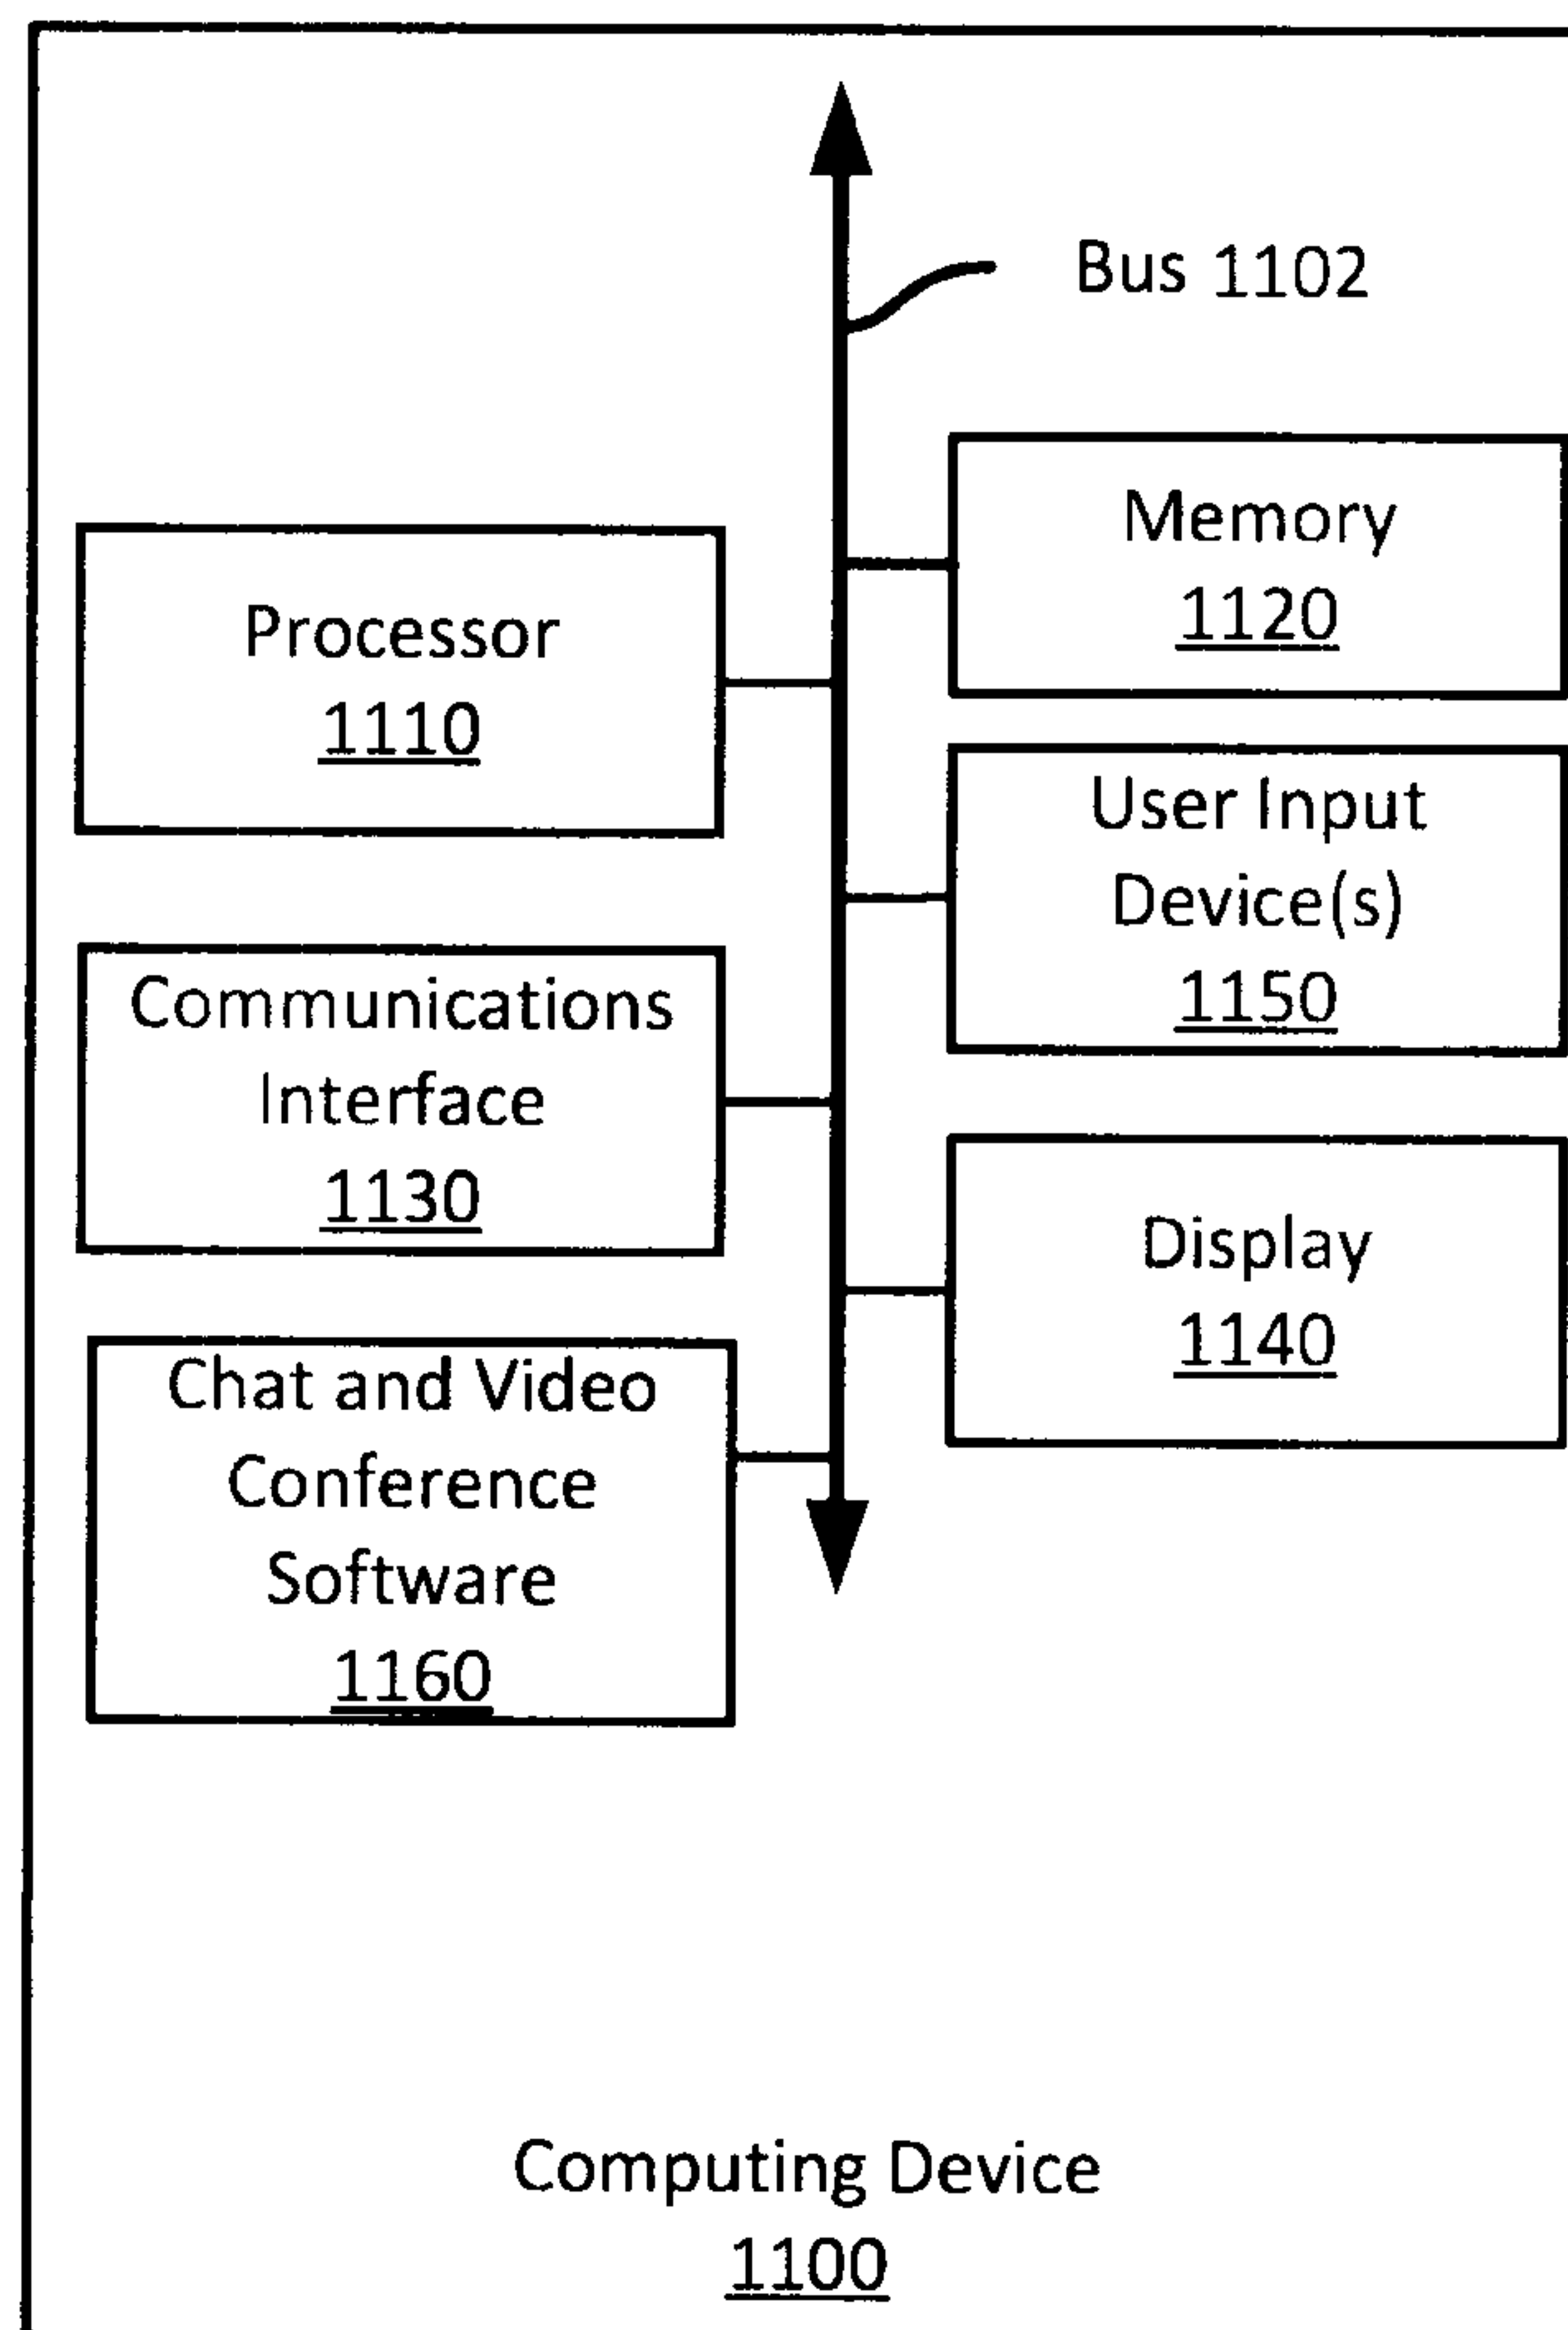 Bus 1102
Memory
1120
Processor
1110
User Input
Device(s)
1150
Communications
Interface
1130
Display
1140
Chat and Video
Conference
Software
1160
Computing Device
1100